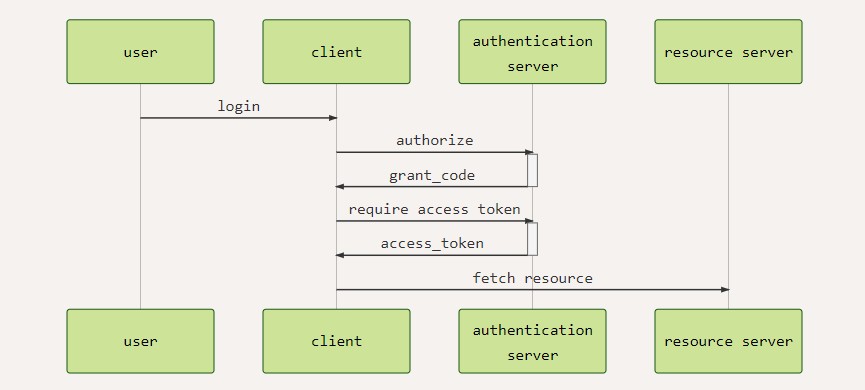 user
client
authentication
server
resource server
login
authorize
grant_code
require access token
access_token
fetch resource
user
client
authentication
server
resource server